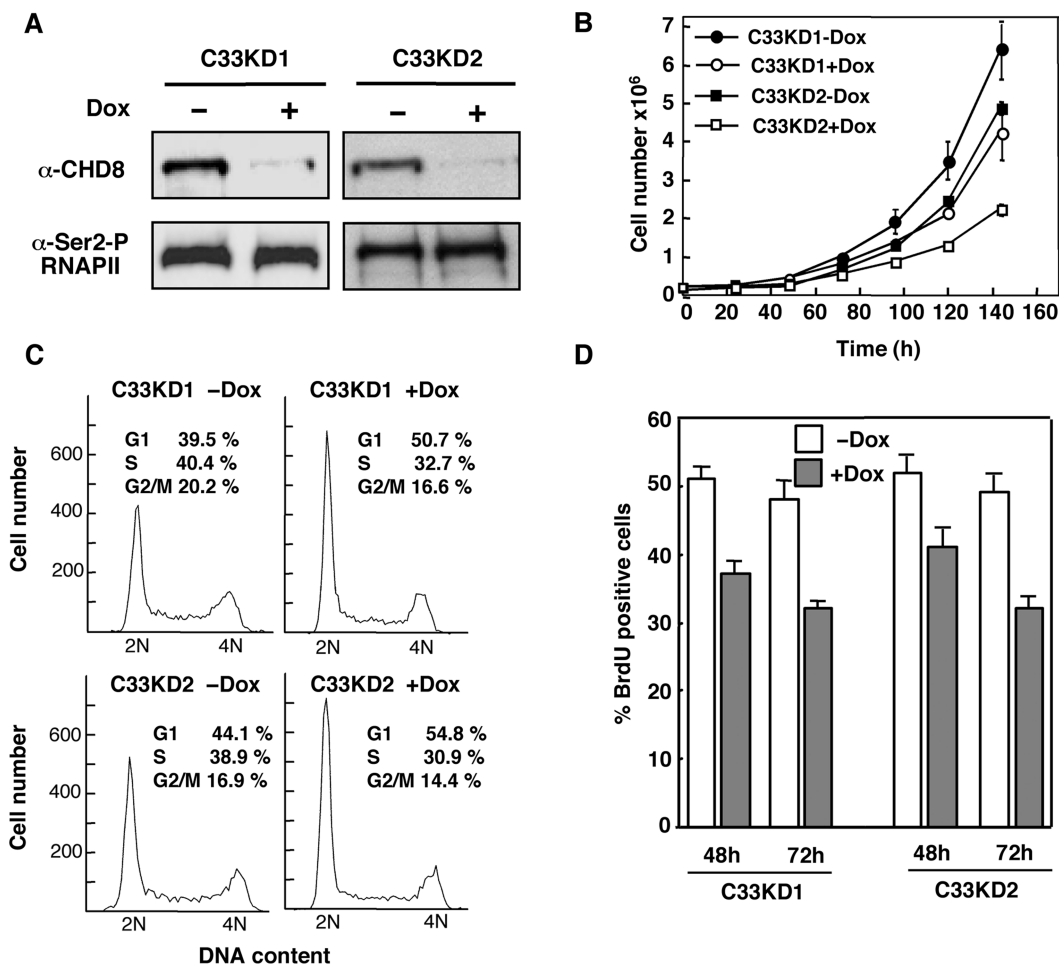 A
C33KD1 C33KD2
Dox – + – +
α-CHD8
α-Ser2-P
RNAPII
B
Cell number x10⁶
7
6
5
4
3
2
1
0
C33KD1-Dox
C33KD1+Dox
C33KD2-Dox
C33KD2+Dox
0 20 40 60 80 100 120 140 160
Time (h)
C
C33KD1 –Dox
G1 39.5 %
S 40.4 %
G2/M 20.2 %
Cell number
600
400
200
2N 4N
C33KD1 +Dox
G1 50.7 %
S 32.7 %
G2/M 16.6 %
2N 4N
C33KD2 –Dox
G1 44.1 %
S 38.9 %
G2/M 16.9 %
Cell number
600
400
200
2N 4N
C33KD2 +Dox
G1 54.8 %
S 30.9 %
G2/M 14.4 %
2N 4N
DNA content
D
% BrdU positive cells
60
50
40
30
20
10
0
–Dox
+Dox
48h 72h 48h 72h
C33KD1 C33KD2